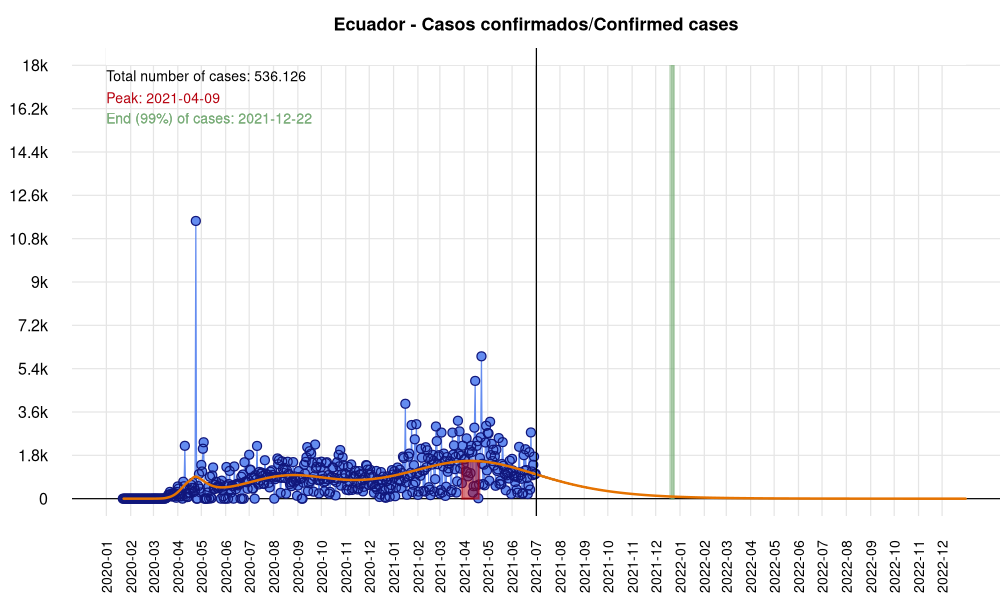 Ecuador - Casos confirmados/Confirmed cases
18k
Total number of cases: 536.126
Peak: 2021-04-09
16.2k
End (99%) of cases: 2021-12-22
14.4k
12.6k
10.8k
9k
7.2k
5.4k
3.6k
1.8k
0
2020-01
2020-02
2020-03
2020-04
2020-05
2020-06
2020-07
2020-08
2020-09
2020-10
2020-11
2020-12
2021-01
2021-02
2021-03
2021-04
2021-05
2021-06
2021-07
2021-08
2021-09
2021-10
2021-11
2021-12
2022-01
2022-02
2022-03
2022-04
2022-05
2022-06
2022-07
2022-08
2022-09
2022-10
2022-11
2022-12